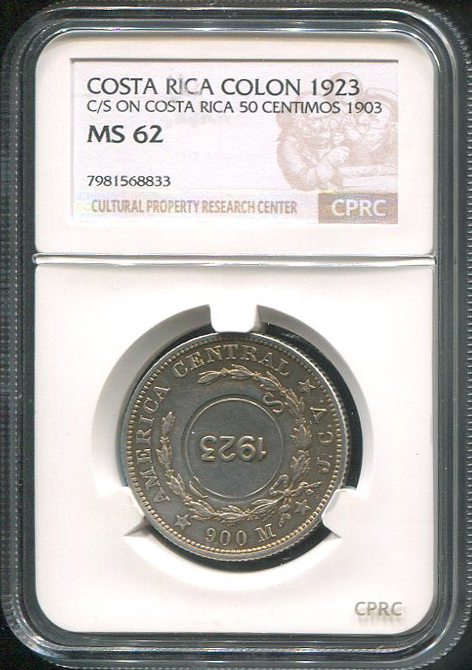 COSTA RICA COLON 1923
C/S ON COSTA RICA 50 CENTIMOS 1903
MS 62
7981568833
CULTURAL PROPERTY RESEARCH CENTER CPRC
AMERICA CENTRAL ★ J.C.V. ★ 900 M
S
1923
CPRC